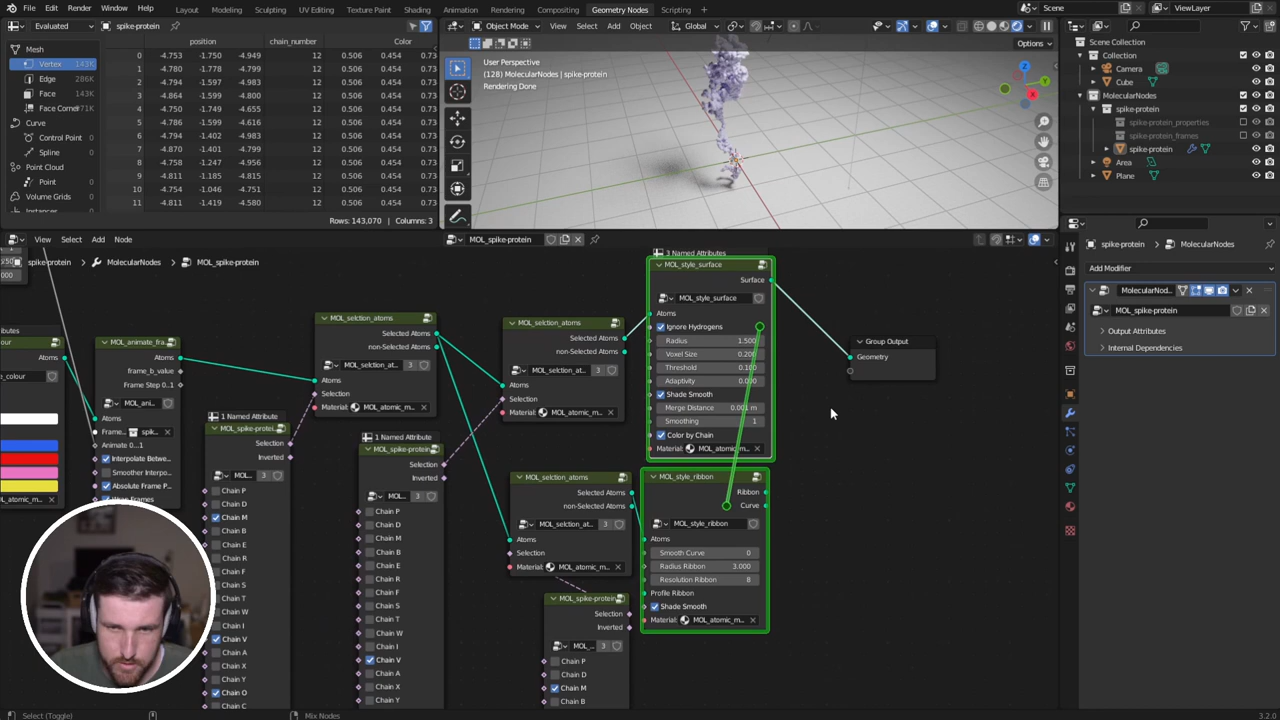 File Edit Render Window Help Layout Modeling Sculpting UV Editing Texture Paint Shading Animation Rendering Compositing Geometry Nodes Scripting Scene ViewLayer
Evaluated spike-protein
Mesh
Vertex 143K
Edge 286K
Face 143K
Face Corner 571K
Curve
Control Point 0
Spline 0
Point Cloud
Point 0
Volume Grids
position chain_number Color
0 -4.753 -1.750 -4.949 12 0.506 0.454 0.73
1 -4.780 -1.778 -4.799 12 0.506 0.454 0.73
2 -4.794 -1.597 -4.983 12 0.506 0.454 0.73
3 -4.864 -1.599 -4.800 12 0.506 0.454 0.73
4 -4.750 -1.749 -4.655 12 0.506 0.454 0.73
5 -4.786 -1.599 -4.616 12 0.506 0.454 0.73
6 -4.794 -1.402 -4.983 12 0.506 0.454 0.73
7 -4.870 -1.401 -4.799 12 0.506 0.454 0.73
8 -4.758 -1.247 -4.956 12 0.506 0.454 0.73
9 -4.811 -1.185 -4.815 12 0.506 0.454 0.73
10 -4.754 -1.046 -4.751 12 0.506 0.454 0.73
11 -4.811 -1.419 -4.580 12 0.506 0.454 0.73
Rows: 143,070 | Columns: 3
Object Mode View Select Add Object Global
Options
User Perspective
(128) MolecularNodes | spike-protein
Rendering Done
Z
Y
X
Scene Collection
Collection
Camera
Cube
MolecularNodes
spike-protein
spike-protein_properties
spike-protein_frames
spike-protein
Area
Plane
spike-protein MolecularNodes
Add Modifier
MolecularNod...
MOL_spike-protein
Output Attributes
Internal Dependencies
View Select Add Node MOL_spike-protein
spike-protein MolecularNodes MOL_spike-protein
Atoms
MOL_animate_fra...
Atoms
frame_b_value
Frame Step 0..1
MOL_ani...
Atoms
Frame... spik...
Animate 0...1
Interpolate Betwe...
Smoother Interpo...
Absolute Frame P...
MOL_selction_atoms
Selected Atoms
non-Selected Atoms
MOL_selction_at... 3
Atoms
Selection
Material: MOL_atomic_m...
1 Named Attribute
MOL_spike-protei...
Selection
Inverted
MOL_... 3
Chain P
Chain D
Chain M
Chain B
Chain E
Chain R
Chain F
Chain S
Chain T
Chain W
Chain I
Chain V
Chain A
Chain X
Chain Y
Chain O
Chain C
1 Named Attribute
MOL_spike-protei...
Selection
Inverted
MOL_... 3
Chain P
Chain D
Chain M
Chain B
Chain E
Chain R
Chain F
Chain S
Chain T
Chain W
Chain I
Chain V
Chain A
Chain X
Chain Y
MOL_selction_atoms
Selected Atoms
non-Selected Atoms
MOL_selction_at... 3
Atoms
Selection
Material: MOL_atomic_m...
MOL_selction_atoms
Selected Atoms
non-Selected Atoms
MOL_selction_at... 3
Atoms
Selection
Material: MOL_atomic_m...
MOL_spike-protein
Selection
Inverted
MOL_... 3
Chain P
Chain D
Chain M
Chain B
3 Named Attributes
MOL_style_surface
Surface
MOL_style_surface
Atoms
Ignore Hydrogens
Radius 1.500
Voxel Size 0.200
Threshold 0.100
Adaptivity 0.000
Shade Smooth
Merge Distance 0.001 m
Smoothing 1
Color by Chain
Material: MOL_atomic_m...
MOL_style_ribbon
Ribbon
Curve
MOL_style_ribbon
Atoms
Smooth Curve 0
Radius Ribbon 3.000
Resolution Ribbon 8
Profile Ribbon
Shade Smooth
Material: MOL_atomic_m...
Group Output
Geometry
Select (Toggle) Mix Nodes 3.2.0